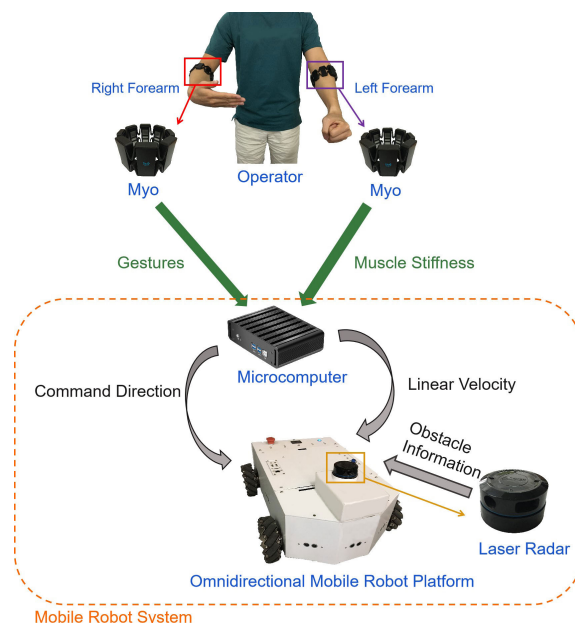 Right Forearm
Left Forearm
Operator
Myo
Myo
Gestures
Muscle Stiffness
Microcomputer
Command Direction
Linear Velocity
Obstacle
Information
Laser Radar
Omnidirectional Mobile Robot Platform
Mobile Robot System